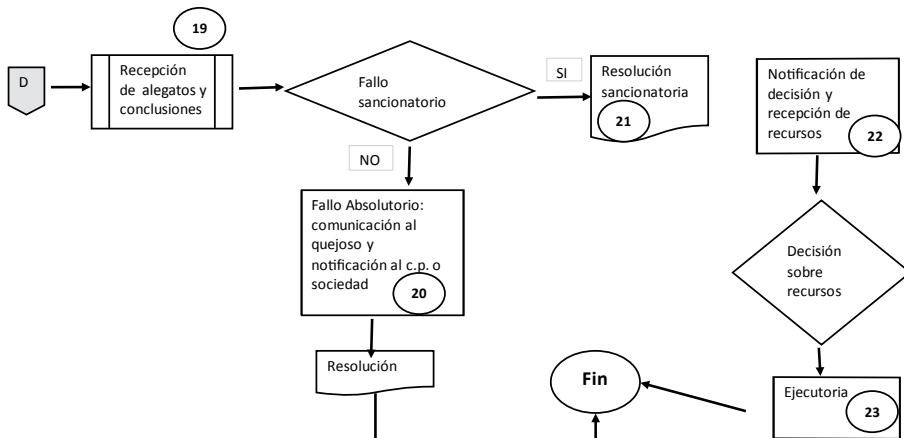 19
D
Recepción
de alegatos y
conclusiones
Fallo
sancionatorio
SI
Resolución
sancionatoria
21
Notificación de
decisión y
recepción de
recursos
22
NO
Fallo Absolutorio:
comunicación al
quejoso y
notificación al c.p. o
sociedad
20
Decisión
sobre
recursos
Resolución
Fin
Ejecutoria
23